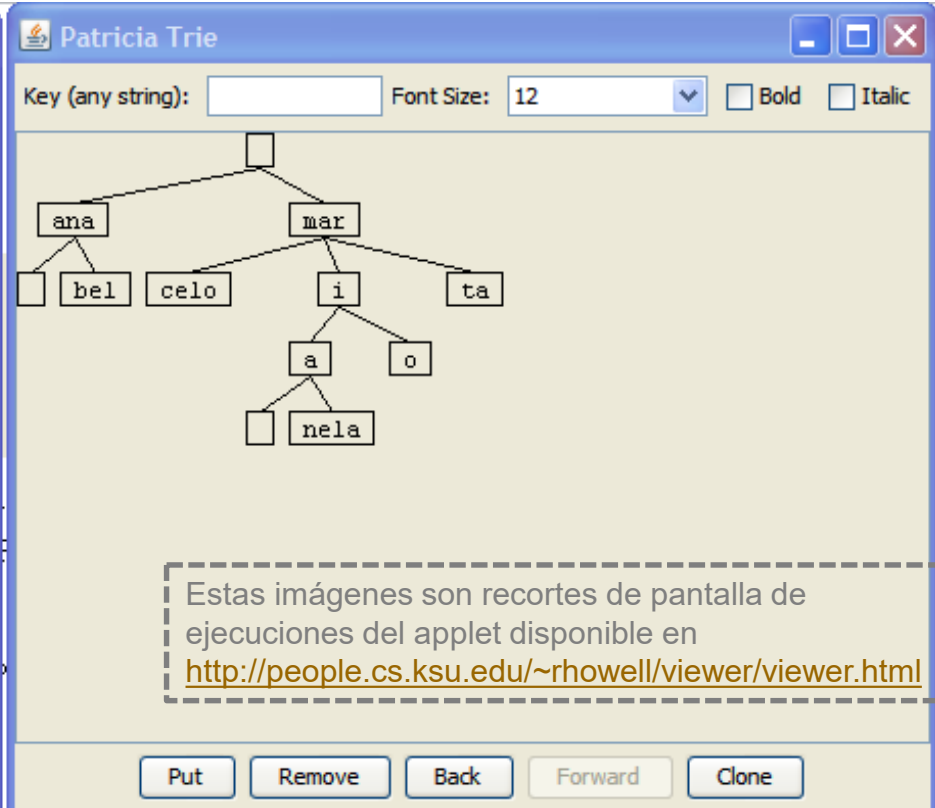 Patricia Trie
Key (any string): Font Size: 12 Bold Italic
ana mar
bel celo i ta
a o
nela
Estas imágenes son recortes de pantalla de
ejecuciones del applet disponible en
http://people.cs.ksu.edu/~rhowell/viewer/viewer.html
Put Remove Back Forward Clone